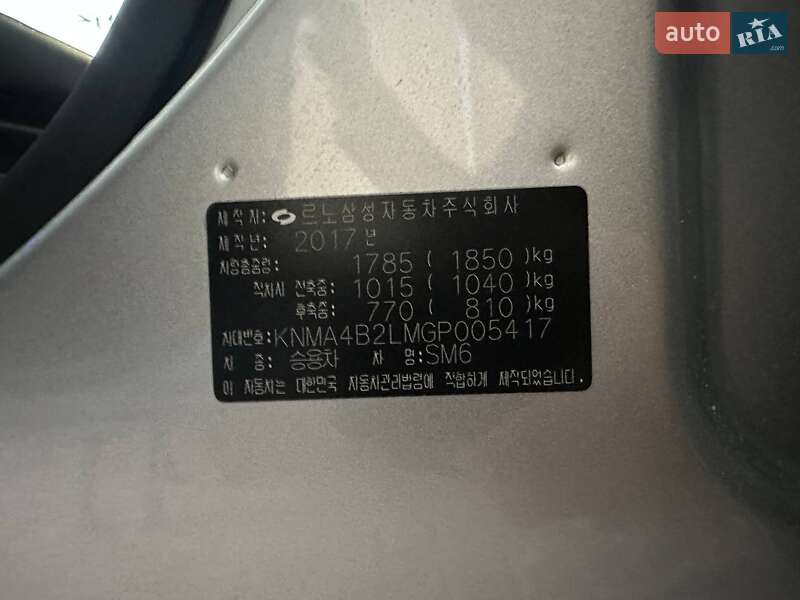 auto RIA .com
제작사: 르노삼성자동차주식회사
제작년: 2017년
차량총중량: 1785 ( 1850 )kg
적차시 전축중: 1015 ( 1040 )kg
후축중: 770 ( 810 )kg
차대번호: KNMA4B2LMGP005417
차 종: 승용차 차 명: SM6
이 자동차는 대한민국 자동차관리법령에 적합하게 제작되었습니다.